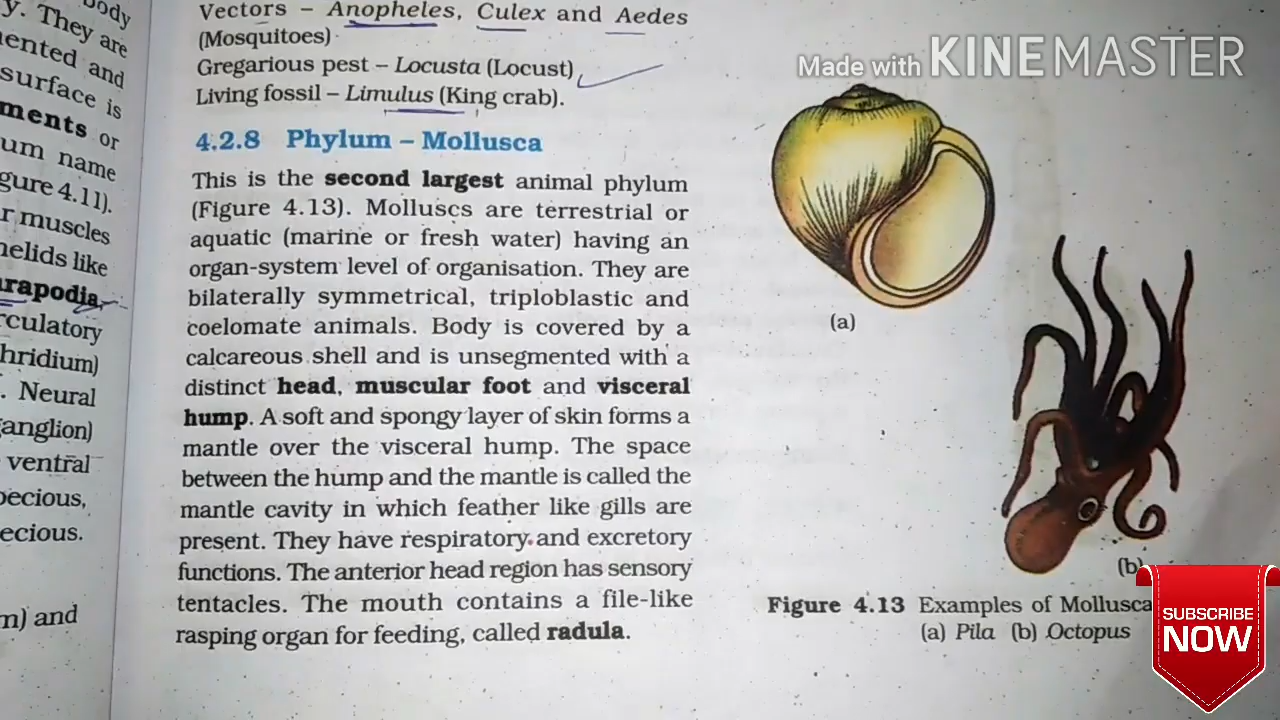 body
y. They are
ented and
surface is
ments or
um name
gure 4.11).
r muscles
nelids like
rapodia,
rculatory
hridium)
. Neural
ganglion)
ventral
oecious,
ecious.
m) and
Vectors – Anopheles, Culex and Aedes
(Mosquitoes)
Gregarious pest – Locusta (Locust)
Living fossil – Limulus (King crab).
4.2.8 Phylum – Mollusca
This is the second largest animal phylum
(Figure 4.13). Molluscs are terrestrial or
aquatic (marine or fresh water) having an
organ-system level of organisation. They are
bilaterally symmetrical, triploblastic and
coelomate animals. Body is covered by a
calcareous shell and is unsegmented with a
distinct head, muscular foot and visceral
hump. A soft and spongy layer of skin forms a
mantle over the visceral hump. The space
between the hump and the mantle is called the
mantle cavity in which feather like gills are
present. They have respiratory and excretory
functions. The anterior head region has sensory
tentacles. The mouth contains a file-like
rasping organ for feeding, called radula.
Made with KINEMASTER
(a)
(b)
Figure 4.13 Examples of Mollusca
(a) Pila (b) Octopus
SUBSCRIBE
NOW